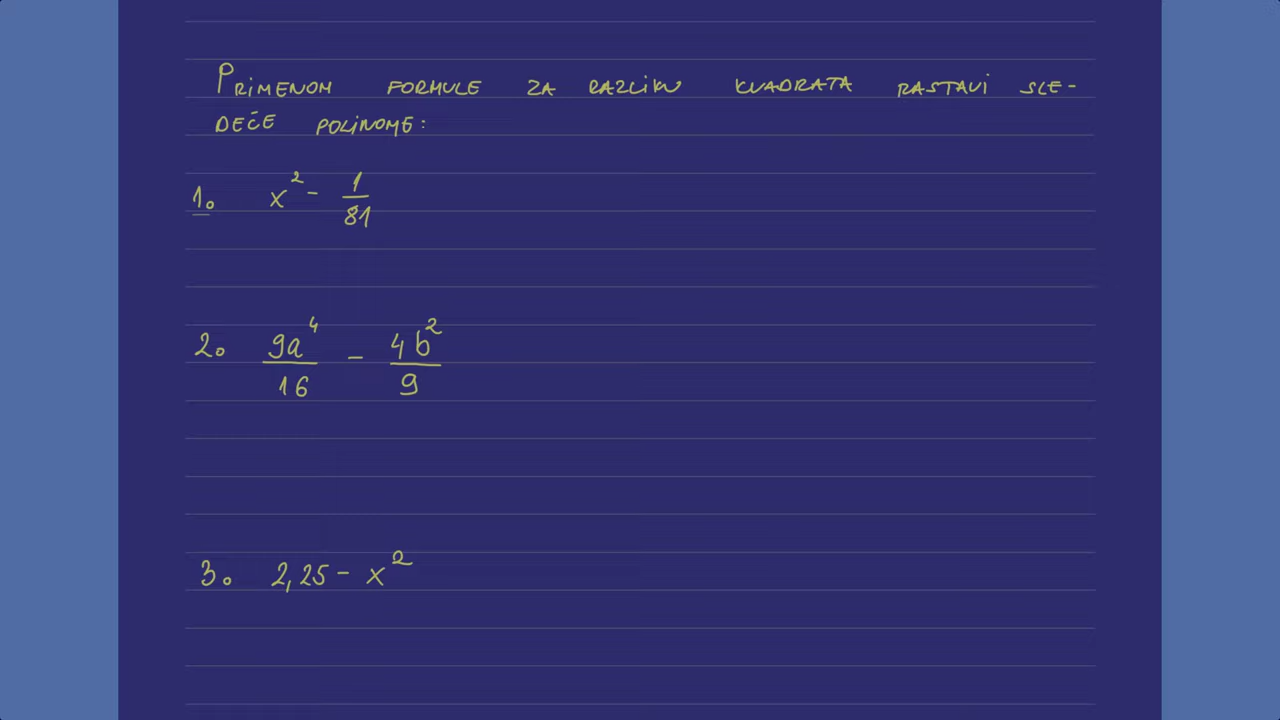 PRIMENOM FORMULE ZA RAZLIKU KVADRATA RASTAVI SLE-
DEĆE POLINOME:
1. x² - 1/81
2. 9a⁴/16 - 4b²/9
3. 2,25 - x²